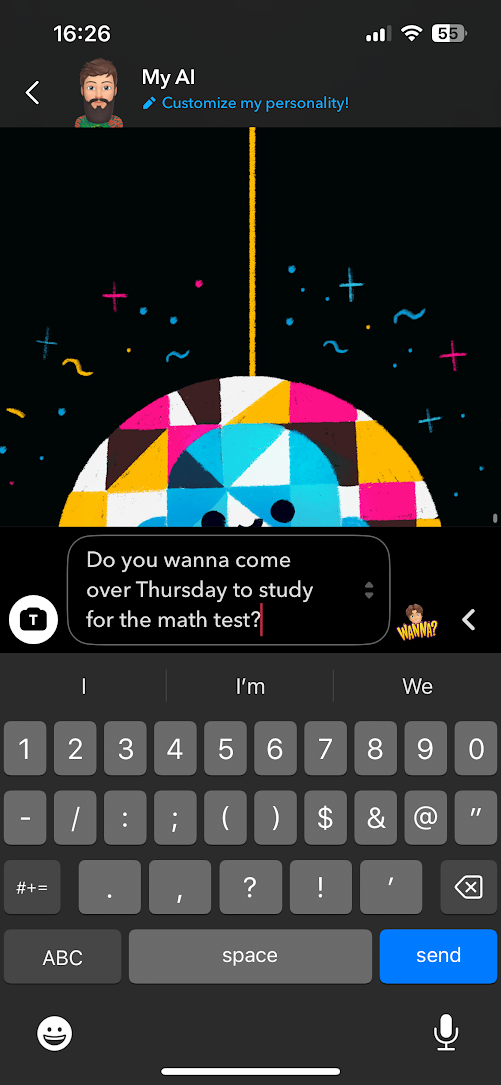 16:26
55
My AI
Customize my personality!
Do you wanna come
over Thursday to study
for the math test?
T
WANNA?
I
I'm
We
1 2 3 4 5 6 7 8 9 0
- / : ; ( ) $ & @ "
#+= . , ? ! '
ABC space send